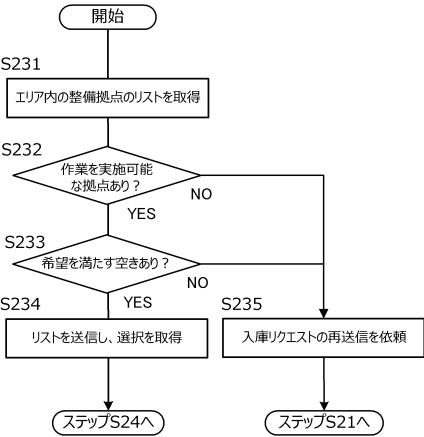 開始
S231
エリア内の整備拠点のリストを取得
S232
作業を実施可能
な拠点あり？
NO
YES
S233
希望を満たす空きあり？
NO
YES
S234
リストを送信し、選択を取得
S235
入庫リクエストの再送信を依頼
ステップS24へ
ステップS21へ